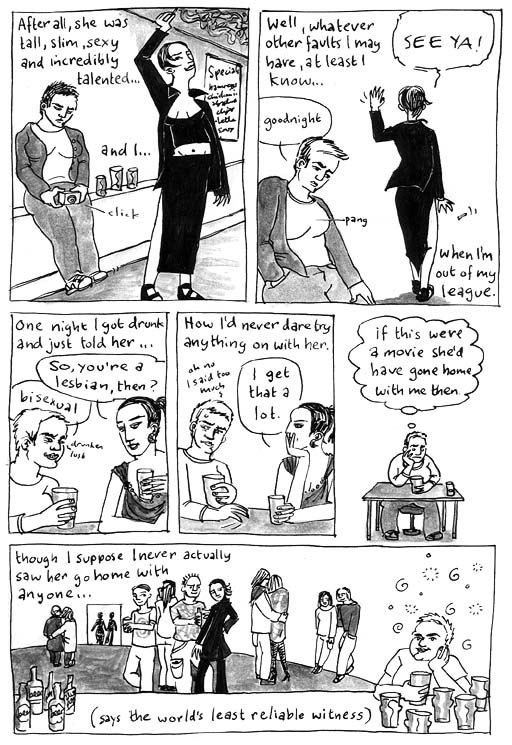 After all, she was
tall, slim, sexy
and incredibly
talented...
Special
and I...
click
Well, whatever
other faults I may
have, at least I
know...
SEE YA!
goodnight
pang
when I'm
out of my
league.
One night I got drunk
and just told her...
So, you're a
lesbian, then?
bisexual
drunken
lust
How I'd never dare try
anything on with her.
oh no
I said too
much?
I get
that a
lot.
if this were
a movie she'd
have gone home
with me then.
though I suppose I never actually
saw her go home with
anyone...
beer
beer
(says the world's least reliable witness)